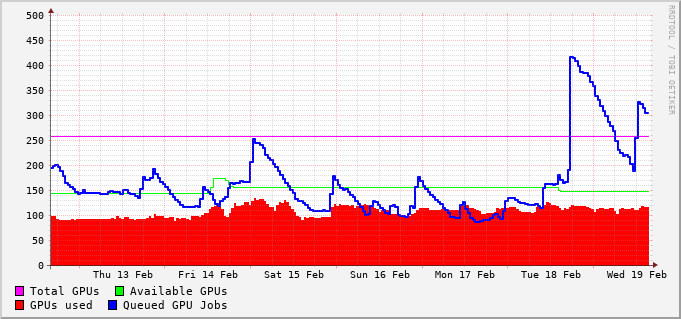 500
450
400
350
300
250
200
150
100
50
0
Thu 13 Feb Fri 14 Feb Sat 15 Feb Sun 16 Feb Mon 17 Feb Tue 18 Feb Wed 19 Feb
Total GPUs Available GPUs
GPUs used Queued GPU Jobs
RRDTOOL / TOBI OETIKER